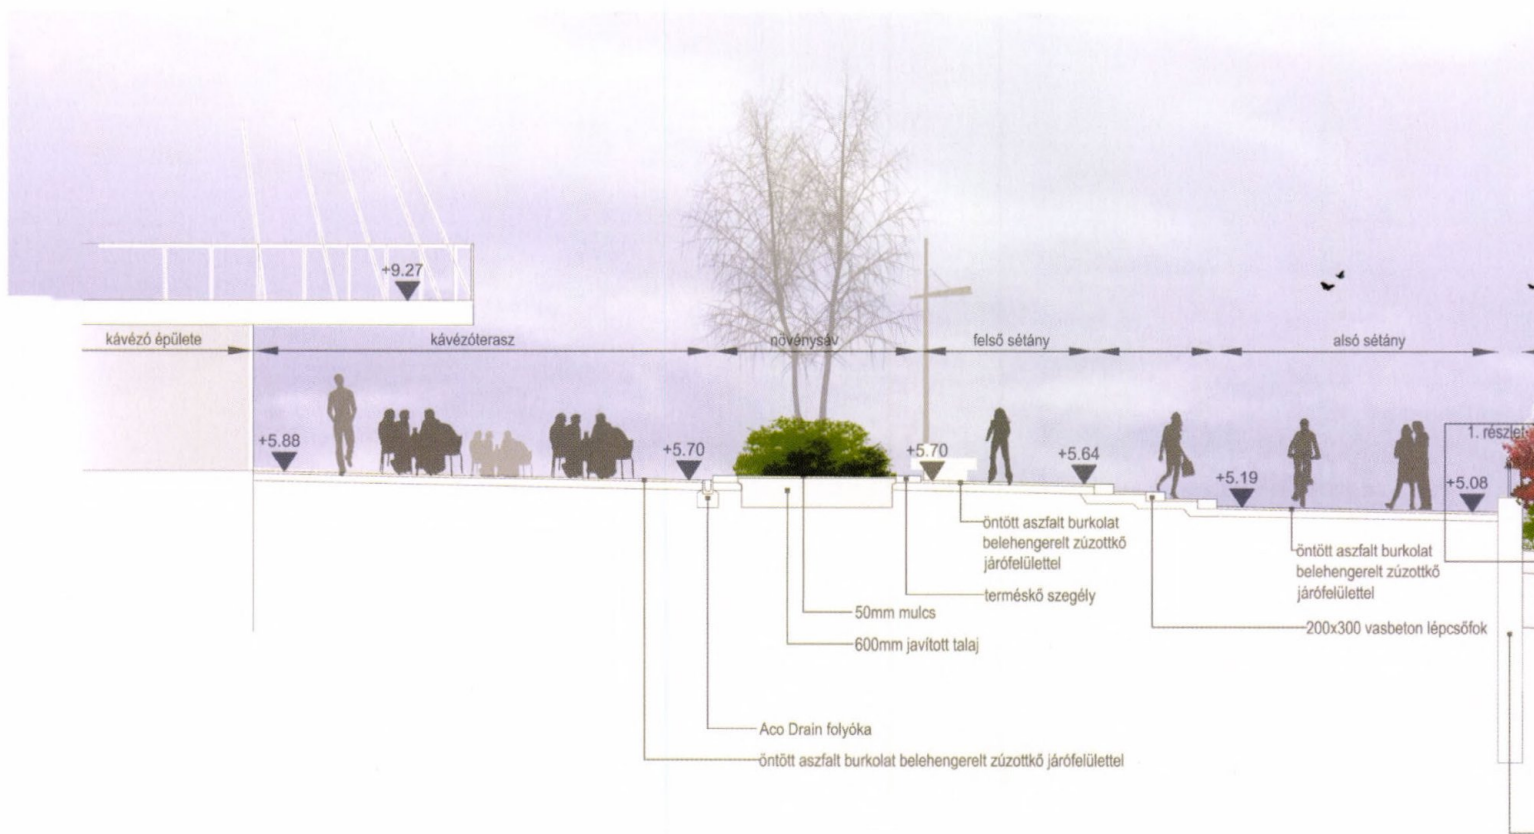 +9.27
kávézó épülete
kávézóterasz
növénysáv
felső sétány
alsó sétány
+5.88
+5.70
+5.70
+5.64
+5.19
+5.08
1. részlet
öntött aszfalt burkolat
belehengerelt zúzottkő
járófelülettel
öntött aszfalt burkolat
belehengerelt zúzottkő
járófelülettel
terméskő szegély
50mm mulcs
200x300 vasbeton lépcsőfok
600mm javított talaj
Aco Drain folyóka
öntött aszfalt burkolat belehengerelt zúzottkő járófelülettel